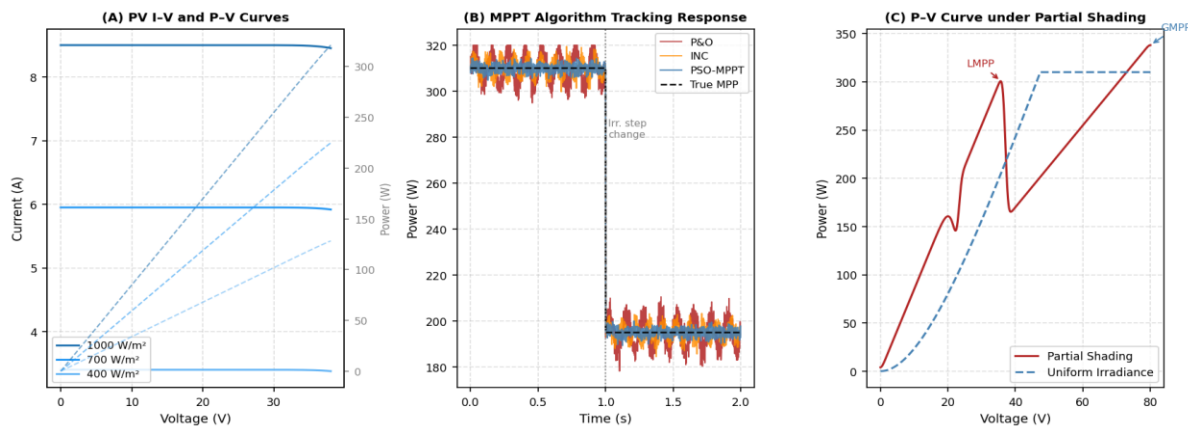 (A) PV I–V and P–V Curves
Current (A)
8
7
6
5
4
0
10
20
30
Voltage (V)
300
250
200
150
100
50
0
Power (W)
1000 W/m²
700 W/m²
400 W/m²
(B) MPPT Algorithm Tracking Response
Power (W)
320
300
280
260
240
220
200
180
0.0
0.5
1.0
1.5
2.0
Time (s)
P&O
INC
PSO-MPPT
True MPP
Irr. step
change
(C) P–V Curve under Partial Shading
Power (W)
350
300
250
200
150
100
50
0
0
20
40
60
80
Voltage (V)
LMPP
GMPP
Partial Shading
Uniform Irradiance